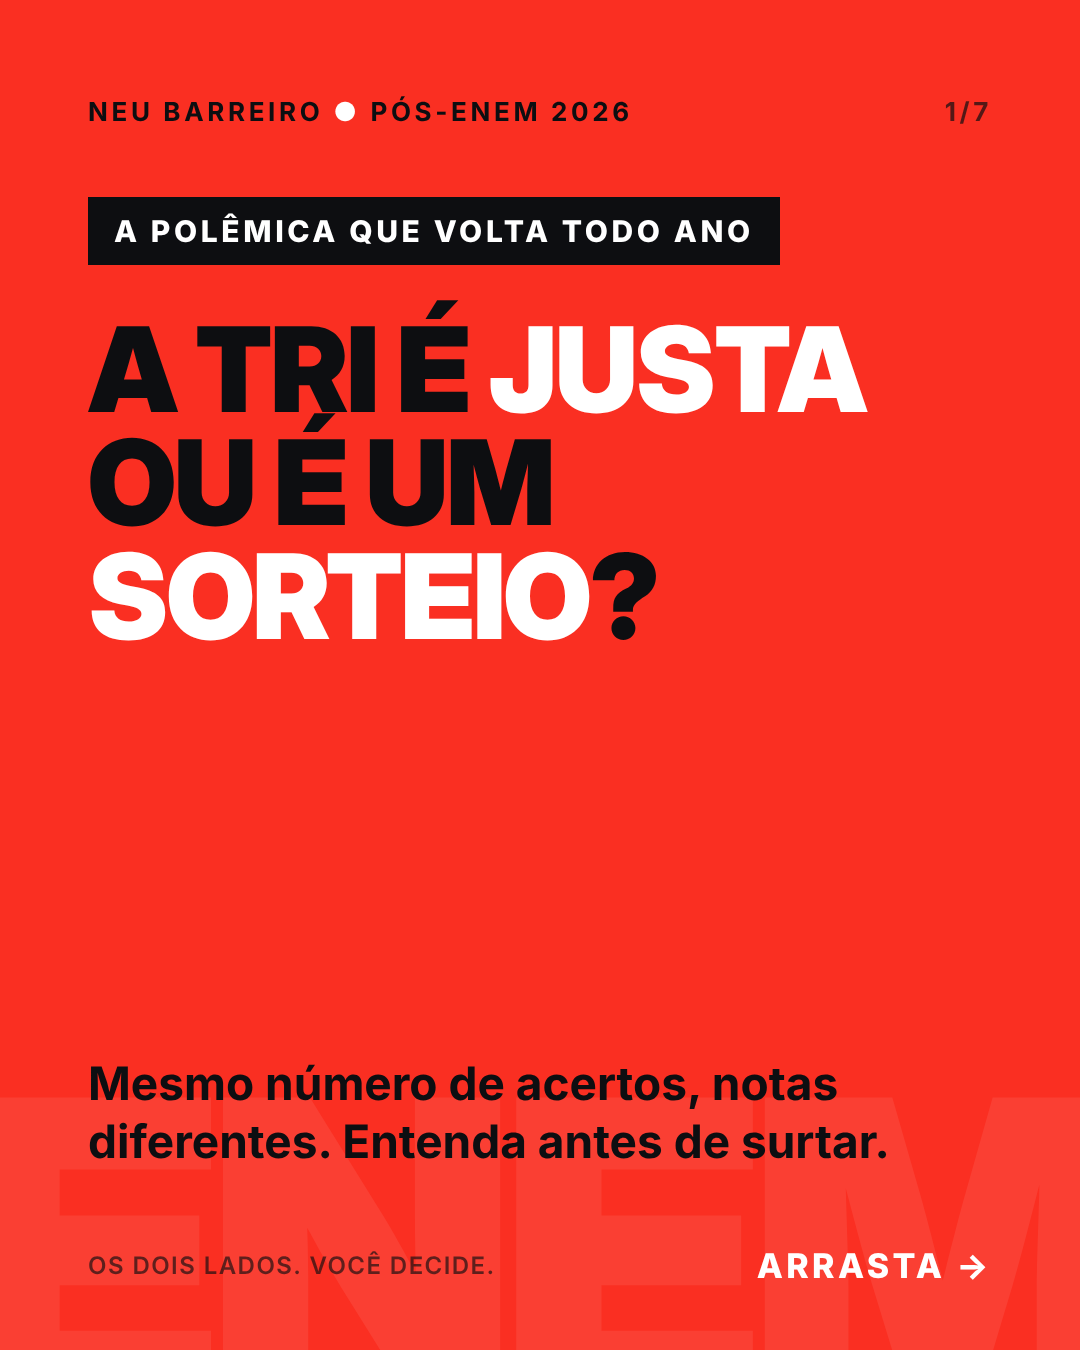 NEU BARREIRO ● PÓS-ENEM 2026
1/7
A POLÊMICA QUE VOLTA TODO ANO
A TRI É JUSTA
OU É UM
SORTEIO?
Mesmo número de acertos, notas
diferentes. Entenda antes de surtar.
OS DOIS LADOS. VOCÊ DECIDE.
ARRASTA →
ENEM